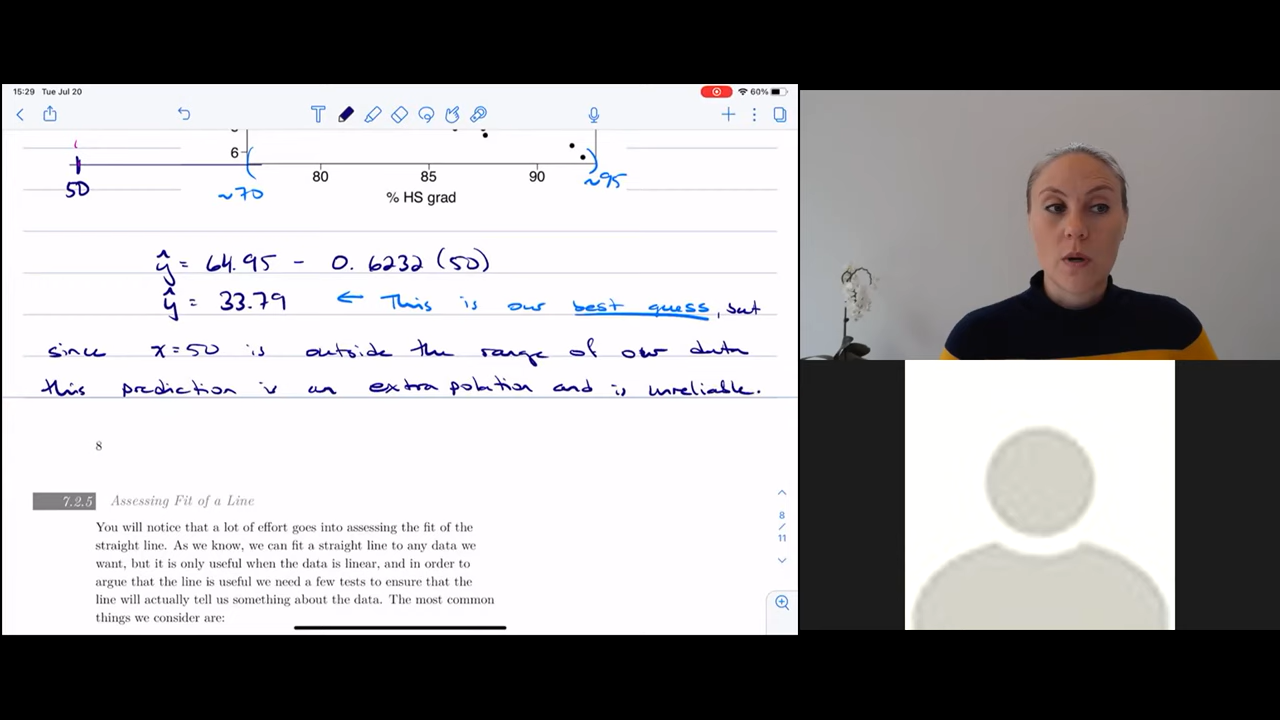 15:29 Tue Jul 20
60%
T
6
80 85 90
50
~70
~95
% HS grad
ŷ = 64.95 - 0.6232 (50)
ŷ = 33.79 ← This is our best guess, but
since x=50 is outside the range of our data
this prediction is an extrapolation and is unreliable.
8
7.2.5 Assessing Fit of a Line
You will notice that a lot of effort goes into assessing the fit of the
straight line. As we know, we can fit a straight line to any data we
want, but it is only useful when the data is linear, and in order to
argue that the line is useful we need a few tests to ensure that the
line will actually tell us something about the data. The most common
things we consider are:
8
/
11